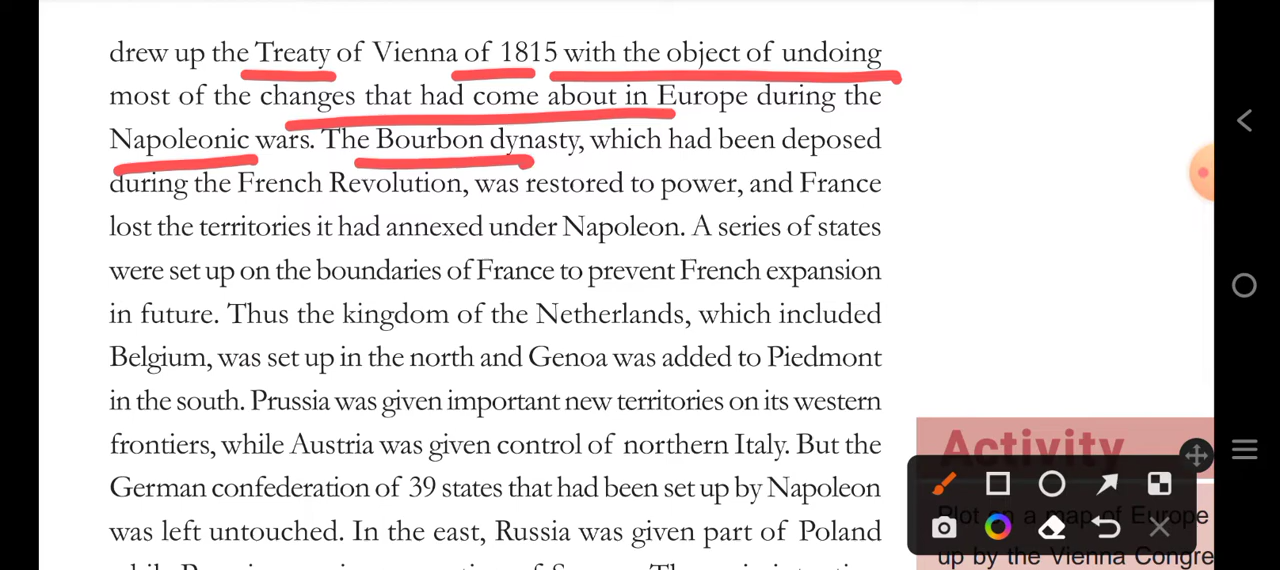 drew up the Treaty of Vienna of 1815 with the object of undoing
most of the changes that had come about in Europe during the
Napoleonic wars. The Bourbon dynasty, which had been deposed
during the French Revolution, was restored to power, and France
lost the territories it had annexed under Napoleon. A series of states
were set up on the boundaries of France to prevent French expansion
in future. Thus the kingdom of the Netherlands, which included
Belgium, was set up in the north and Genoa was added to Piedmont
in the south. Prussia was given important new territories on its western
frontiers, while Austria was given control of northern Italy. But the
German confederation of 39 states that had been set up by Napoleon
was left untouched. In the east, Russia was given part of Poland
Activity
Plot on a map of Europe
up by the Vienna Congre